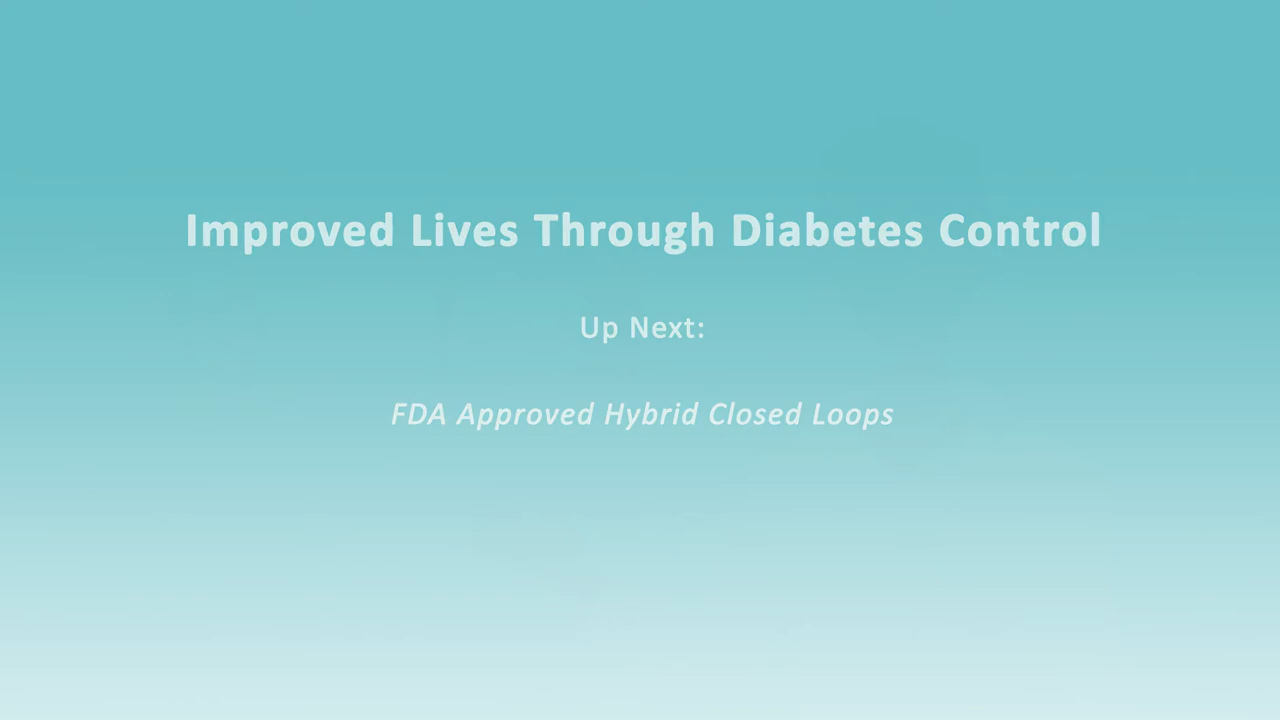 Improved Lives Through Diabetes Control
Up Next:
FDA Approved Hybrid Closed Loops